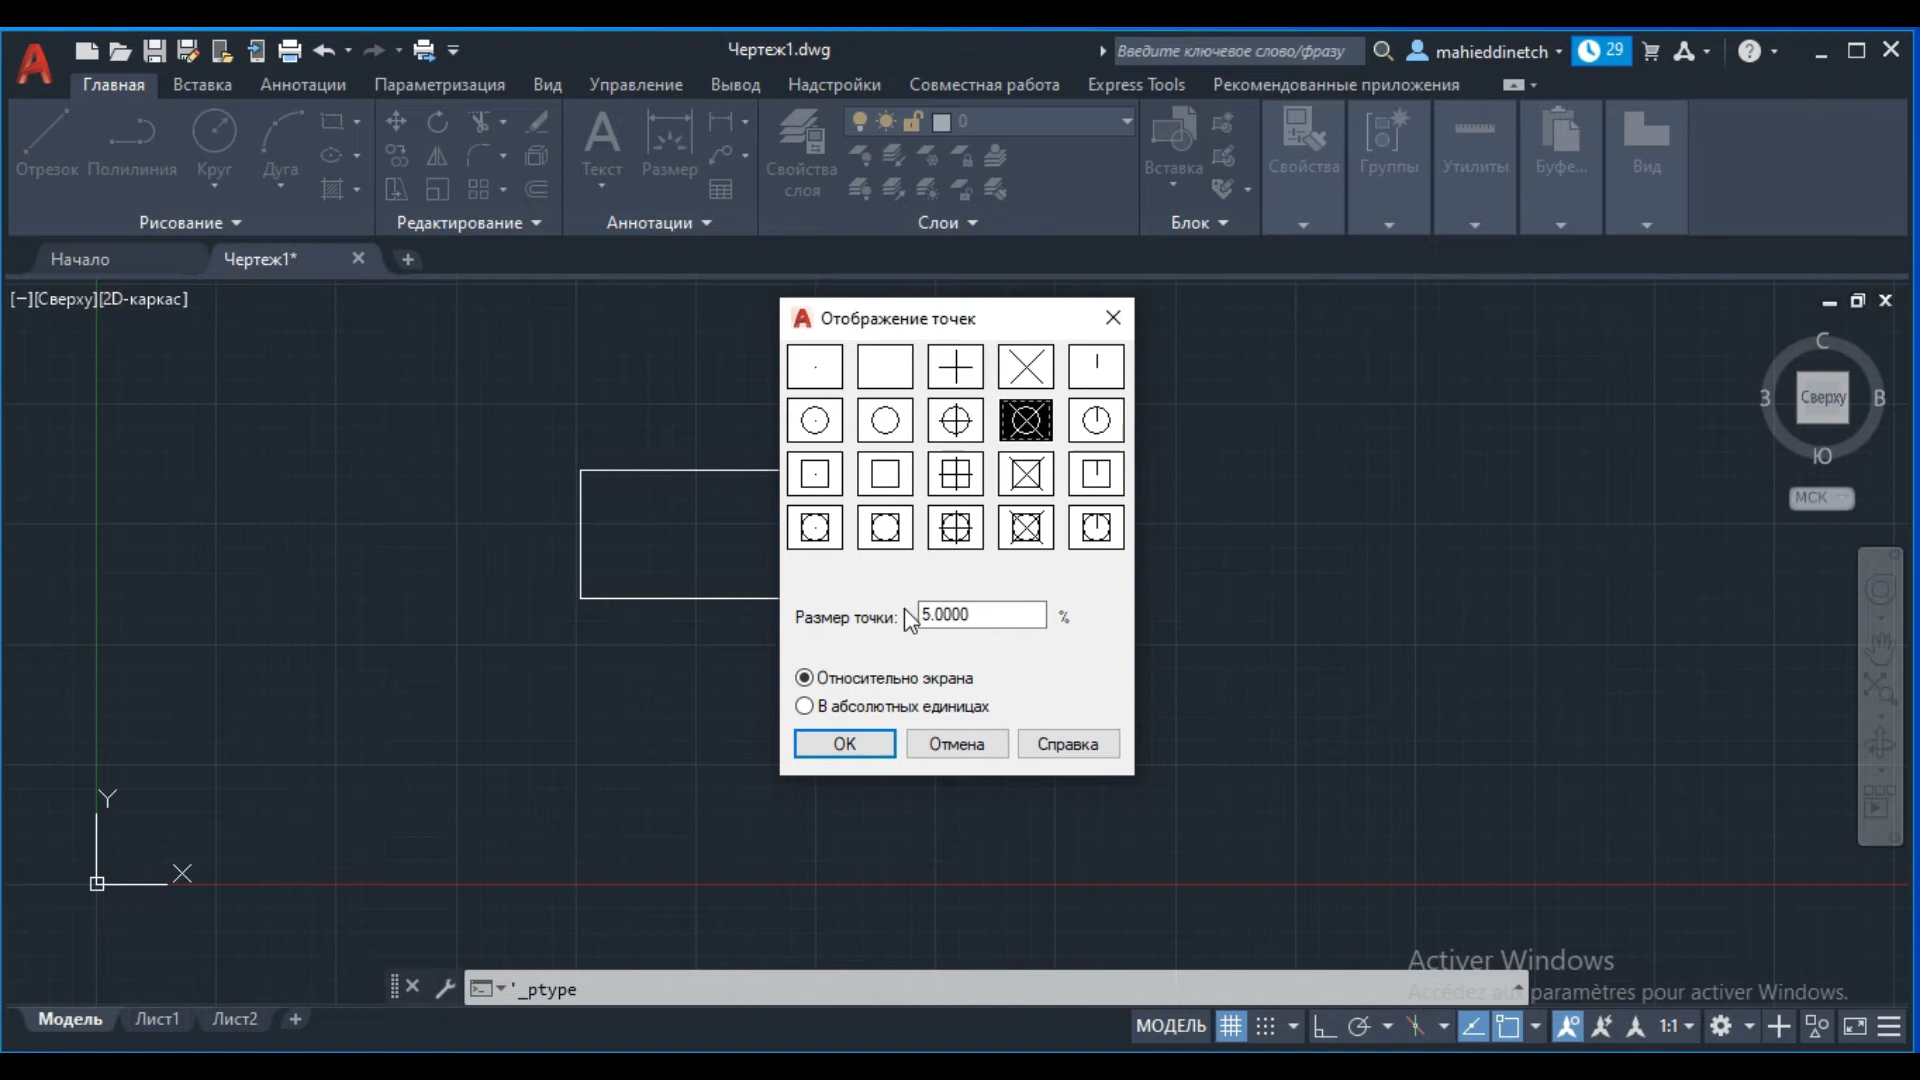 Чертеж1.dwg
Введите ключевое слово/фразу
mahieddinetch
29
Главная Вставка Аннотации Параметризация Вид Управление Вывод Надстройки Совместная работа Express Tools Рекомендованные приложения
0
Отрезок Полилиния Круг Дуга
Текст Размер
Свойства
слоя
Вставка
Свойства Группы Утилиты Буфе... Вид
Рисование Редактирование Аннотации Слои Блок
Начало Чертеж1*
[−][Сверху][2D-каркас]
Отображение точек
Размер точки: 5.0000 %
Относительно экрана
В абсолютных единицах
OK Отмена Справка
С
З Сверху В
Ю
МСК
Y
X
'_ptype
Activer Windows
Accédez aux paramètres pour activer Windows.
Модель Лист1 Лист2
МОДЕЛЬ 1:1